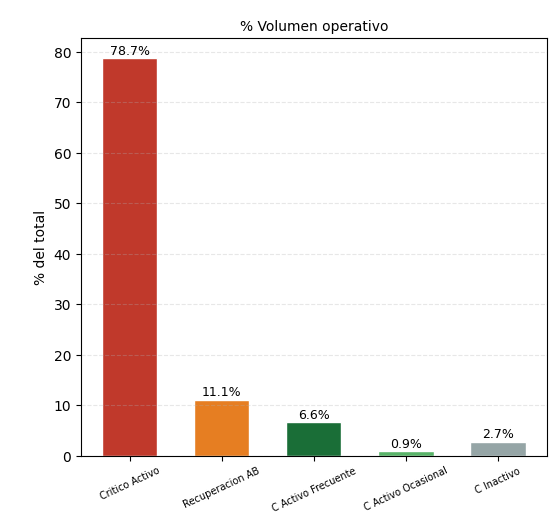 % Volumen operativo
% del total
80
70
60
50
40
30
20
10
0
78.7%
11.1%
6.6%
0.9%
2.7%
Critico Activo
Recuperacion AB
C Activo Frecuente
C Activo Ocasional
C Inactivo